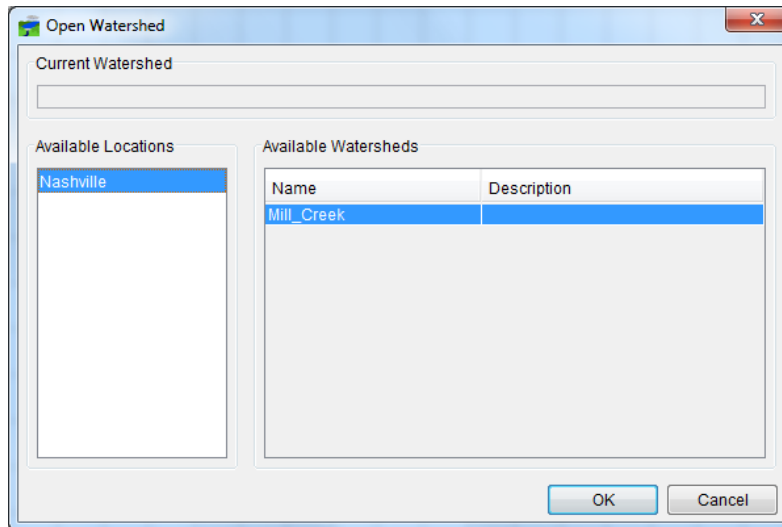 Open Watershed
Current Watershed
Available Locations
Nashville
Available Watersheds
Name Description
Mill_Creek
OK Cancel